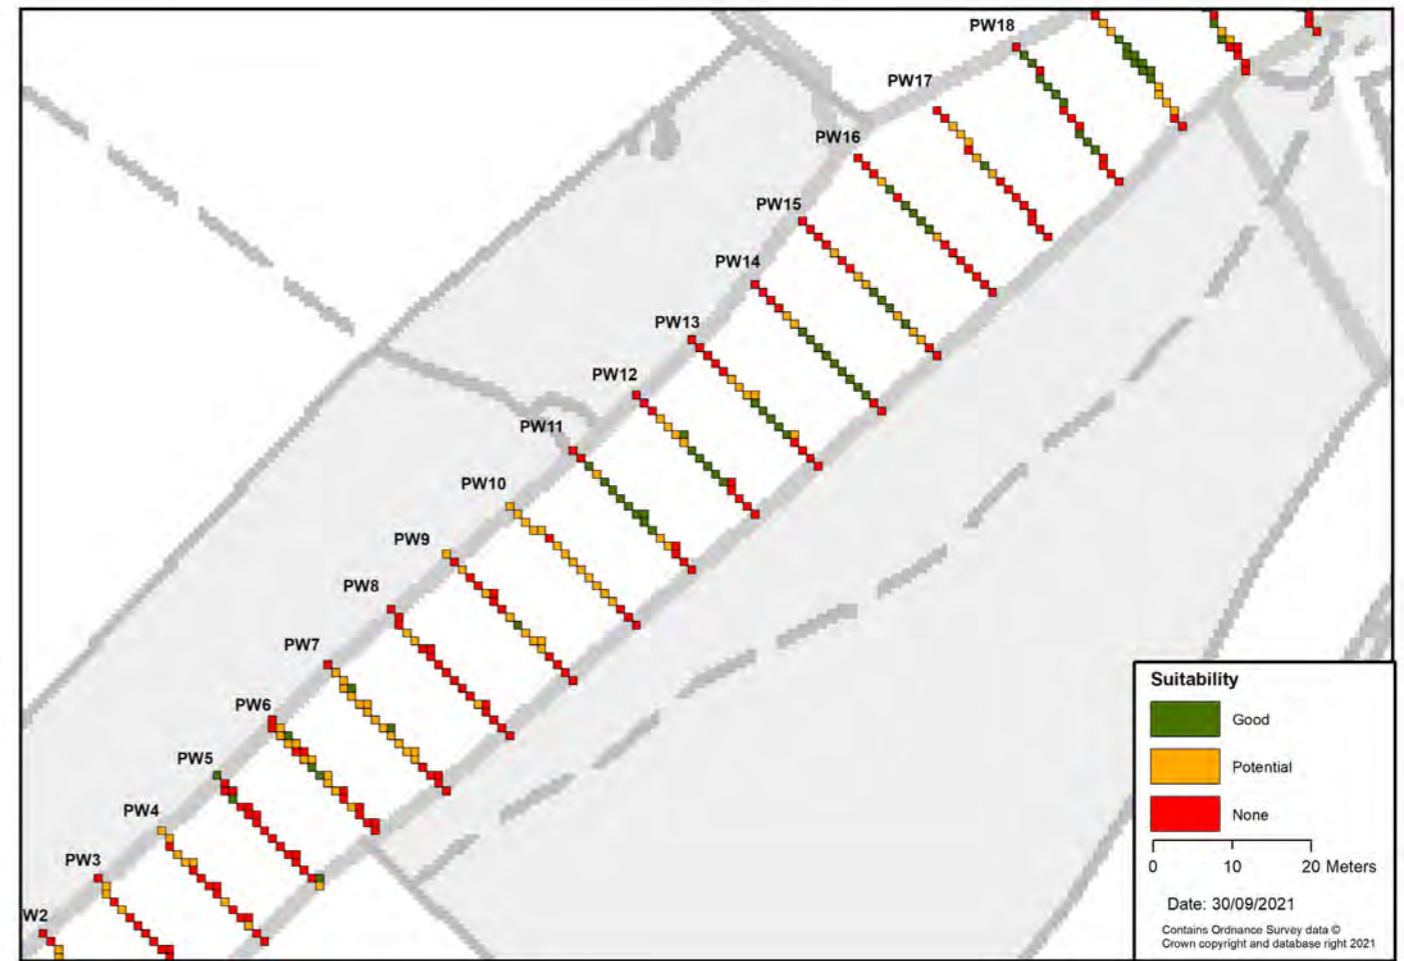 PW18
PW17
PW16
PW15
PW14
PW13
PW12
PW11
PW10
PW9
PW8
PW7
PW6
PW5
PW4
PW3
W2
Suitability
Good
Potential
None
0 10 20 Meters
Date: 30/09/2021
Contains Ordnance Survey data ©
Crown copyright and database right 2021